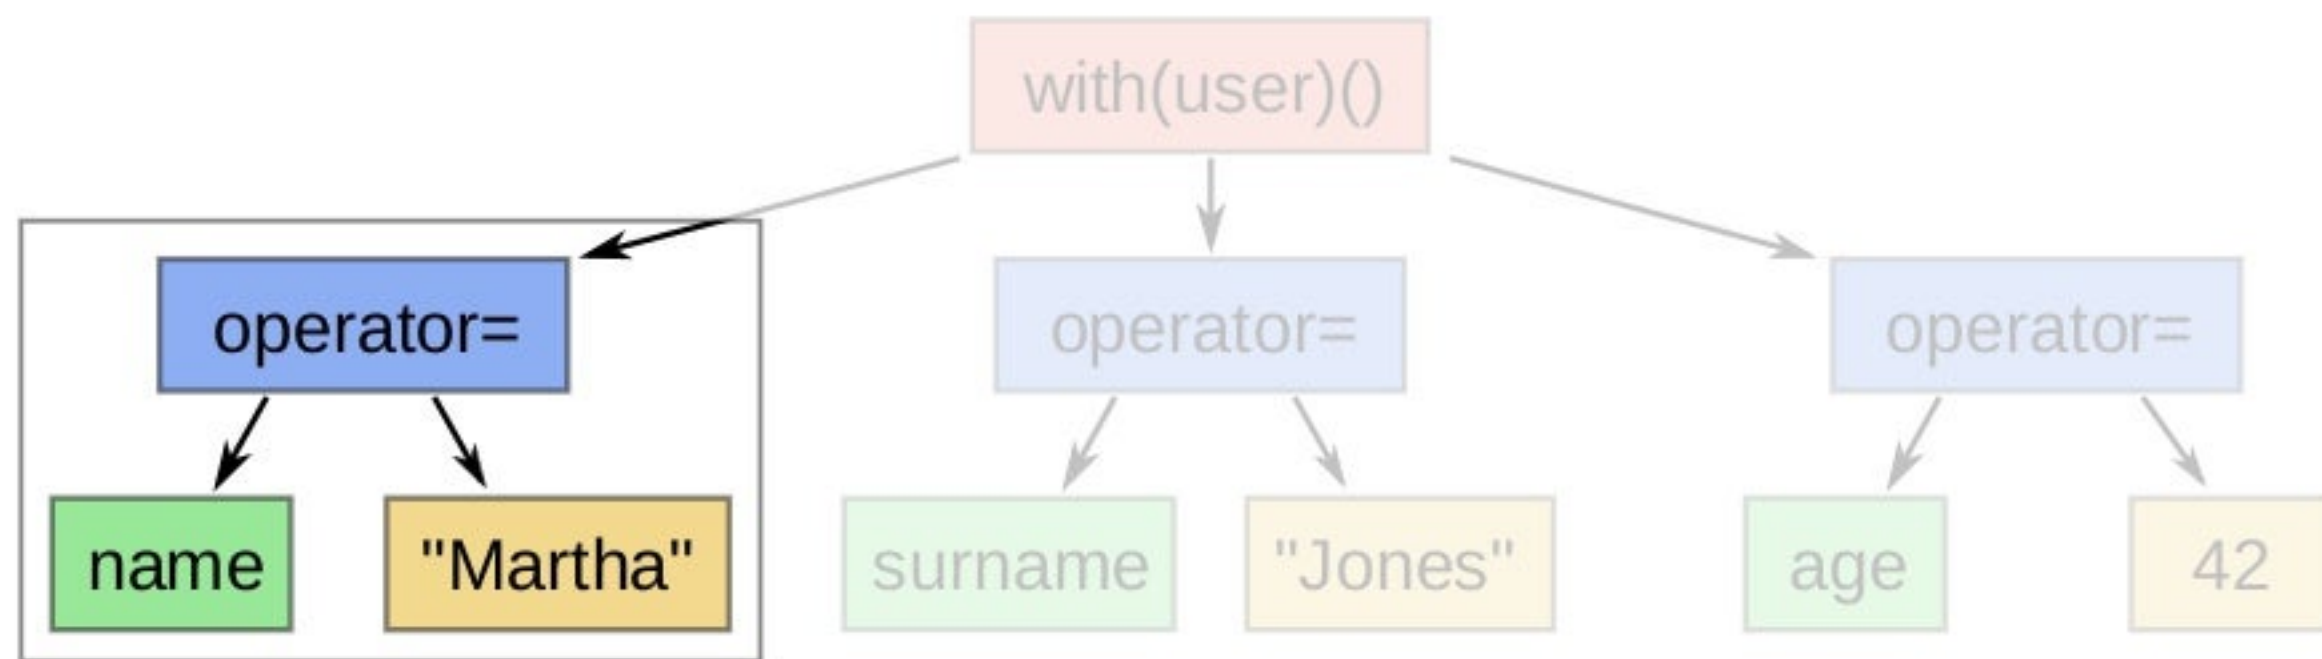 with(user)()
operator=
operator=
operator=
name
"Martha"
surname
"Jones"
age
42